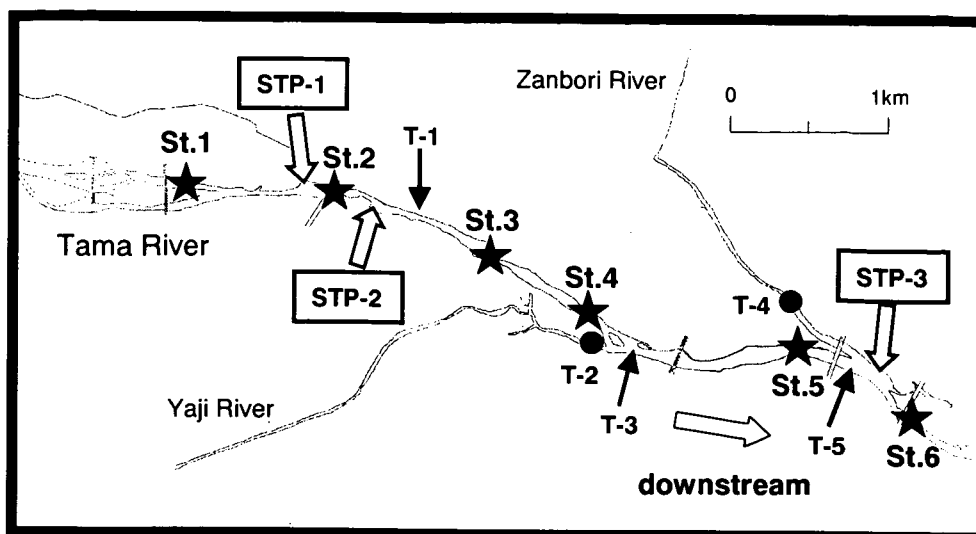 Zanbori River
STP-1
0 1km
T-1
St.1
St.2
Tama River
St.3
STP-3
STP-2
St.4
T-4
T-2
St.5
Yaji River
T-3
T-5
St.6
downstream